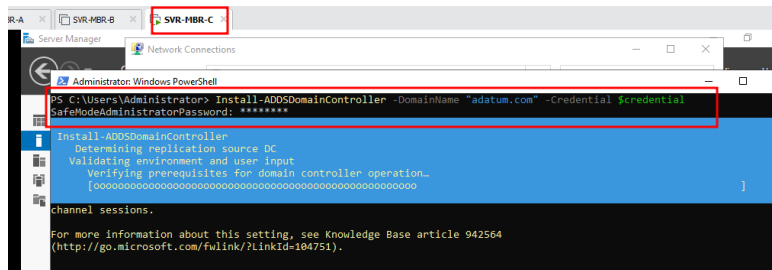 R-A SVR-MBR-B SVR-MBR-C
Server Manager
Network Connections
Administrator: Windows PowerShell
PS C:\Users\Administrator> Install-ADDSDomainController -DomainName "adatum.com" -Credential $credential
SafeModeAdministratorPassword: ********
Install-ADDSDomainController
Determining replication source DC
Validating environment and user input
Verifying prerequisites for domain controller operation…
[oooooooooooooooooooooooooooooooooooooooooooooooooooo ]
channel sessions.
For more information about this setting, see Knowledge Base article 942564
(http://go.microsoft.com/fwlink/?LinkId=104751).